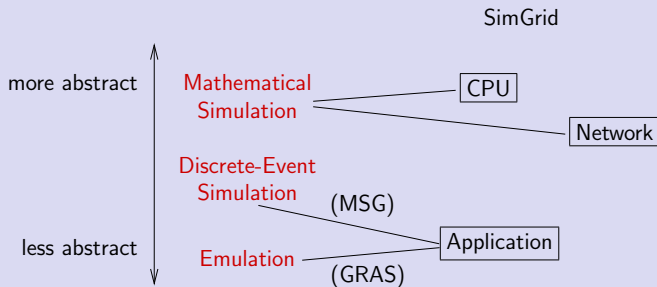 SimGrid
more abstract
Mathematical
Simulation
CPU
Network
Discrete-Event
Simulation
(MSG)
less abstract
Emulation
Application
(GRAS)